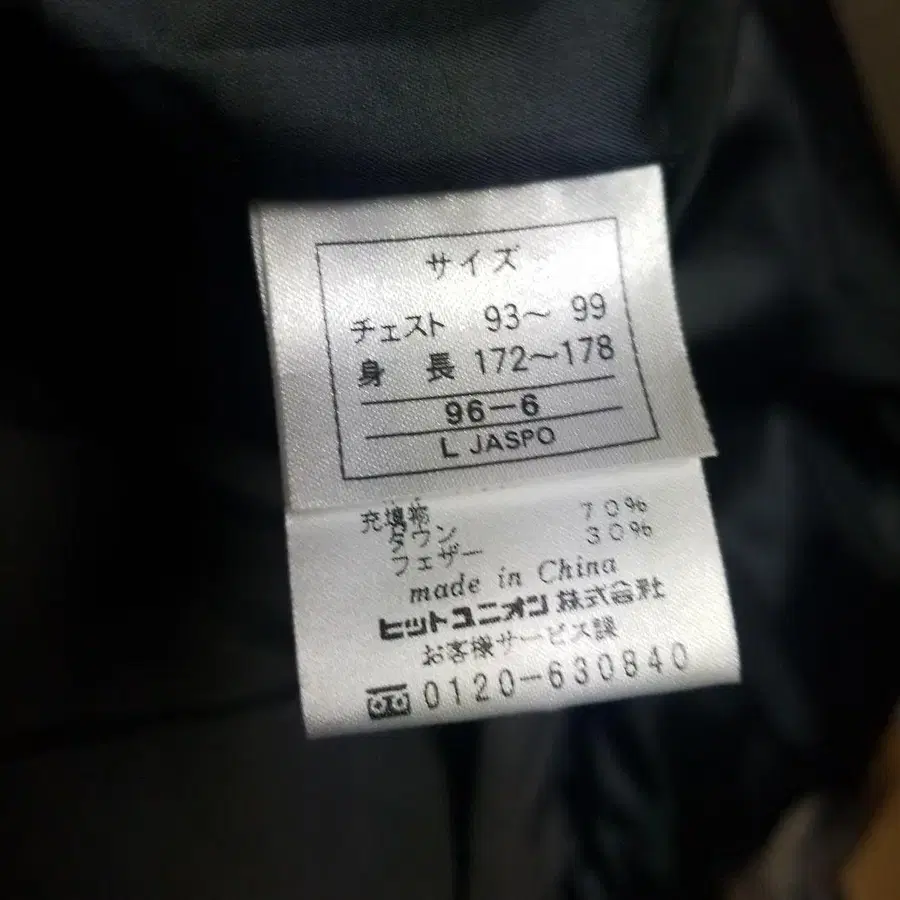 サイズ
チェスト 93～ 99
身 長 172～178
96-6
L JASPO
充填物 70%
ダウン 30%
フェザー
made in China
ヒットユニオン株式会社
お客様サービス課
0120-630840